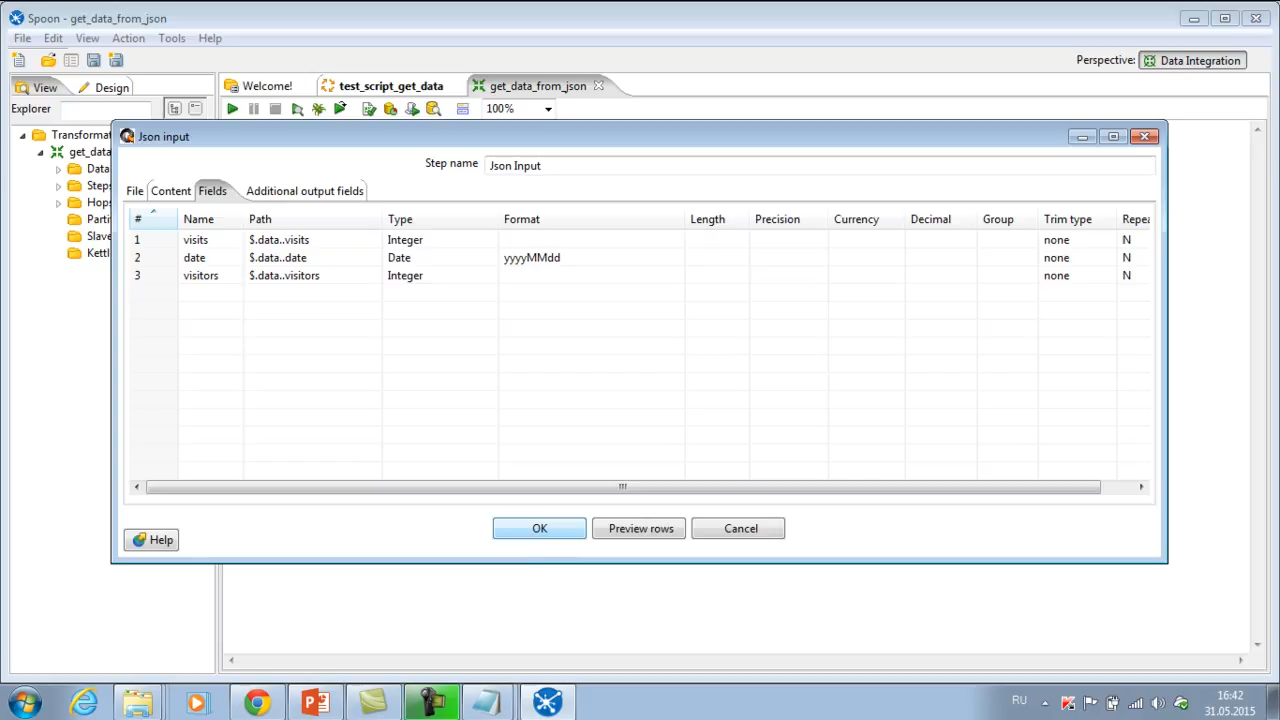 Spoon - get_data_from_json
File Edit View Action Tools Help
Perspective: Data Integration
View Design
Welcome! test_script_get_data get_data_from_json
Explorer
100%
Transformat
get_data
Data
Steps
Hops
Parti
Slave
Kettl
Json input
Step name Json Input
File Content Fields Additional output fields
# Name Path Type Format Length Precision Currency Decimal Group Trim type Repea
1 visits $.data..visits Integer none N
2 date $.data..date Date yyyyMMdd none N
3 visitors $.data..visitors Integer none N
OK Preview rows Cancel
Help
RU
16:42
31.05.2015